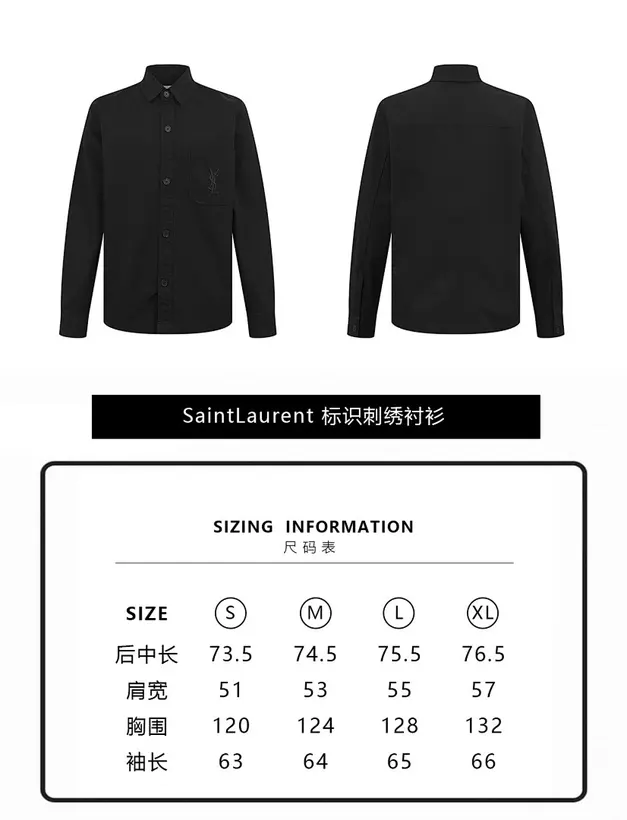 SaintLaurent 标识刺绣衬衫
SIZING INFORMATION
尺码表
SIZE S M L XL
后中长 73.5 74.5 75.5 76.5
肩宽 51 53 55 57
胸围 120 124 128 132
袖长 63 64 65 66